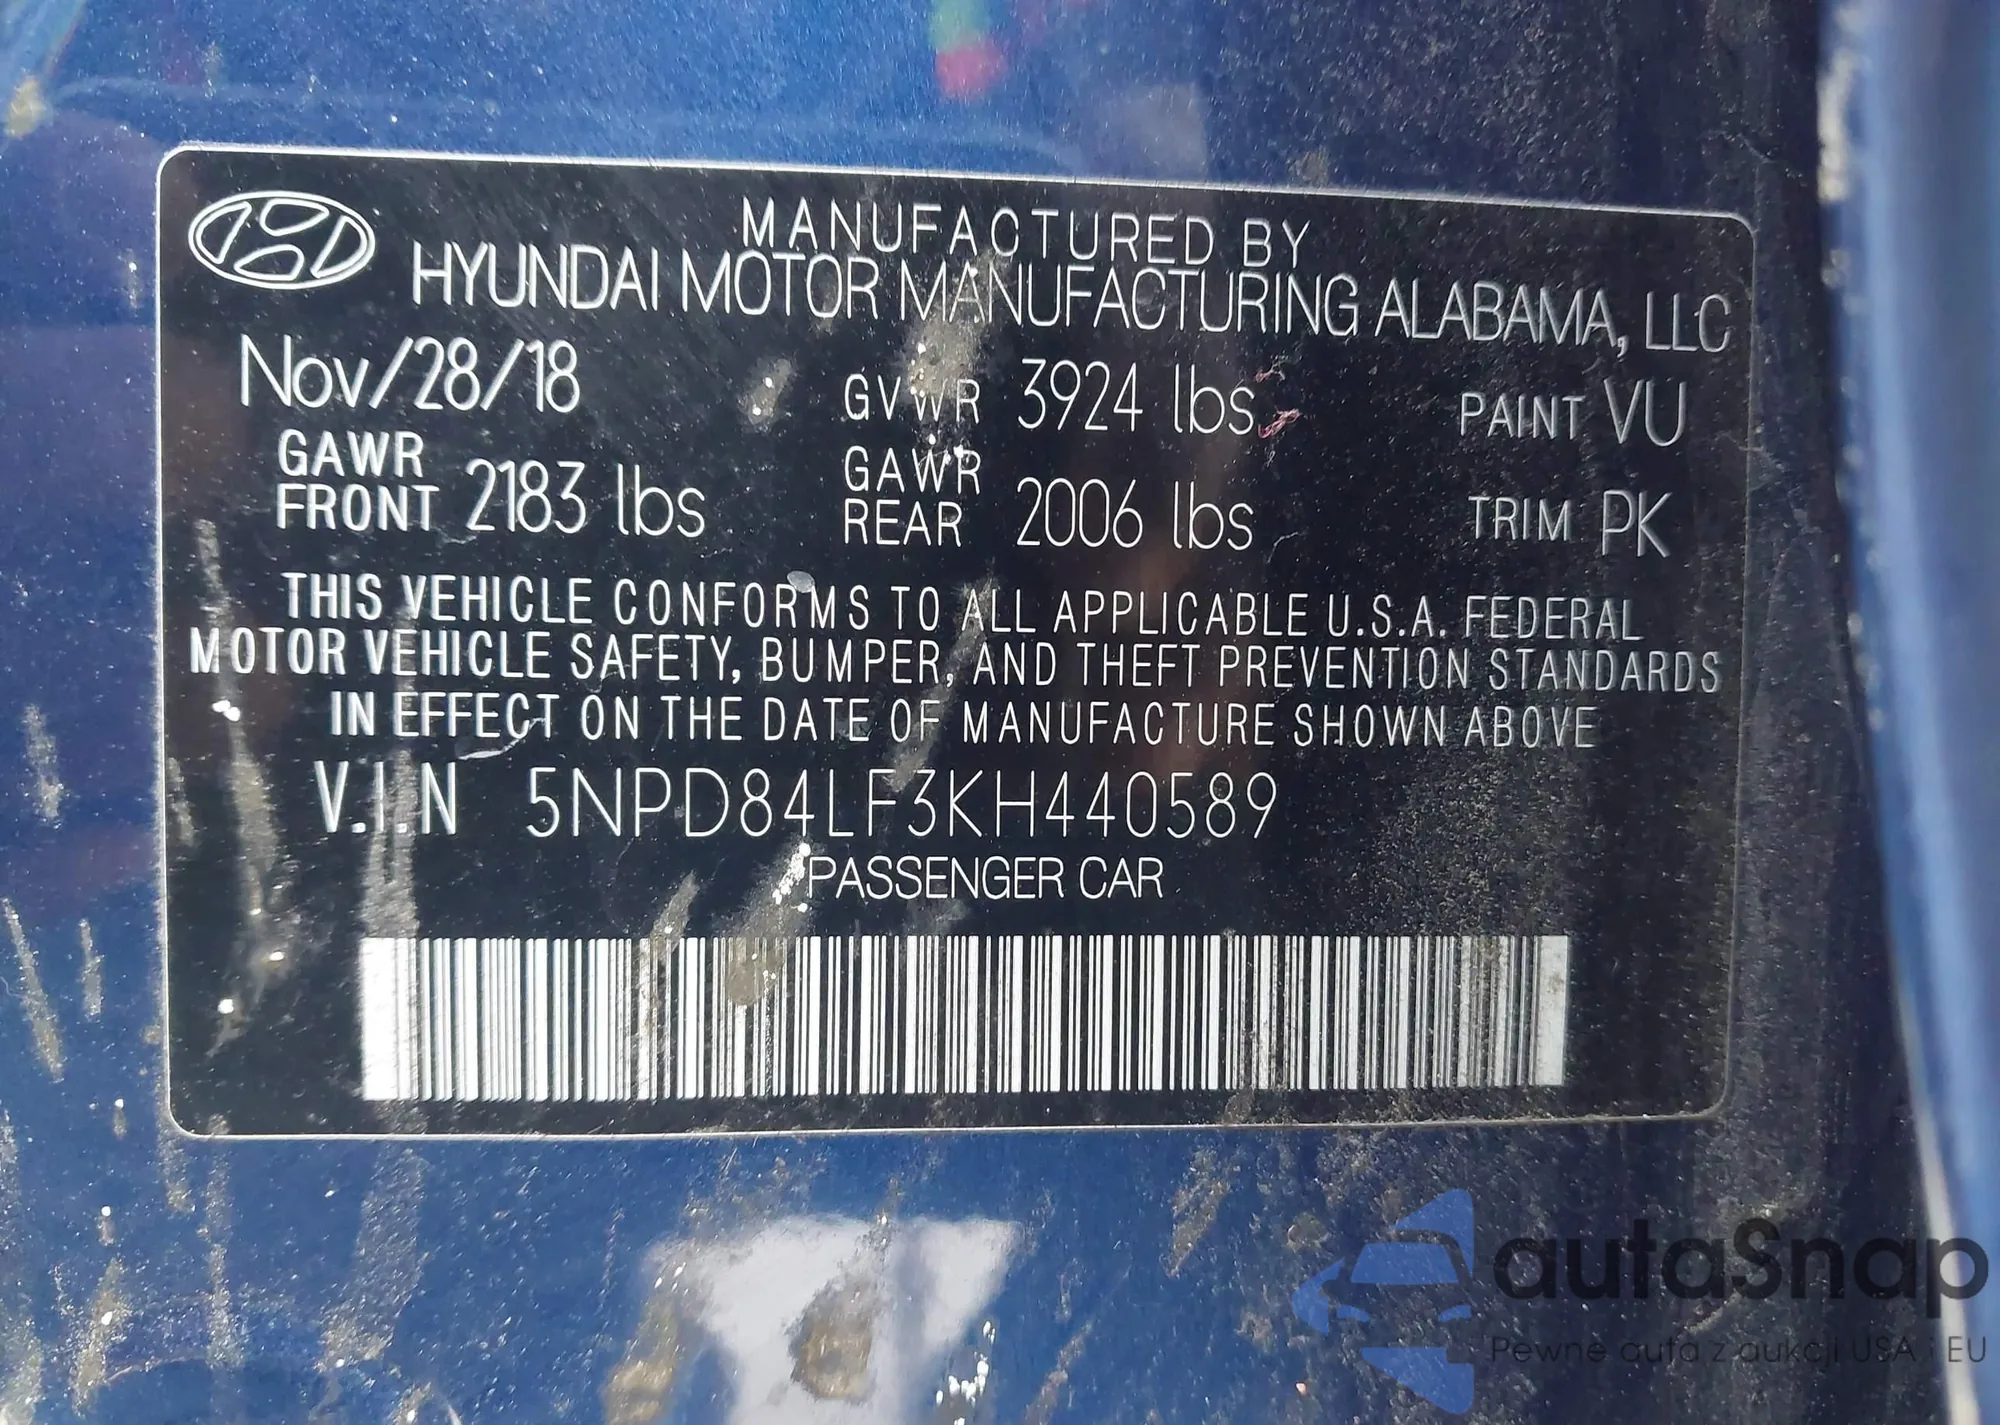 MANUFACTURED BY
HYUNDAI MOTOR MANUFACTURING ALABAMA, LLC
Nov/28/18 GVWR 3924 lbs PAINT VU
GAWR FRONT 2183 lbs GAWR REAR 2006 lbs TRIM PK
THIS VEHICLE CONFORMS TO ALL APPLICABLE U.S.A. FEDERAL
MOTOR VEHICLE SAFETY, BUMPER, AND THEFT PREVENTION STANDARDS
IN EFFECT ON THE DATE OF MANUFACTURE SHOWN ABOVE
V.I.N 5NPD84LF3KH440589
PASSENGER CAR
autaSnap
Pewne auta z aukcji USA i EU